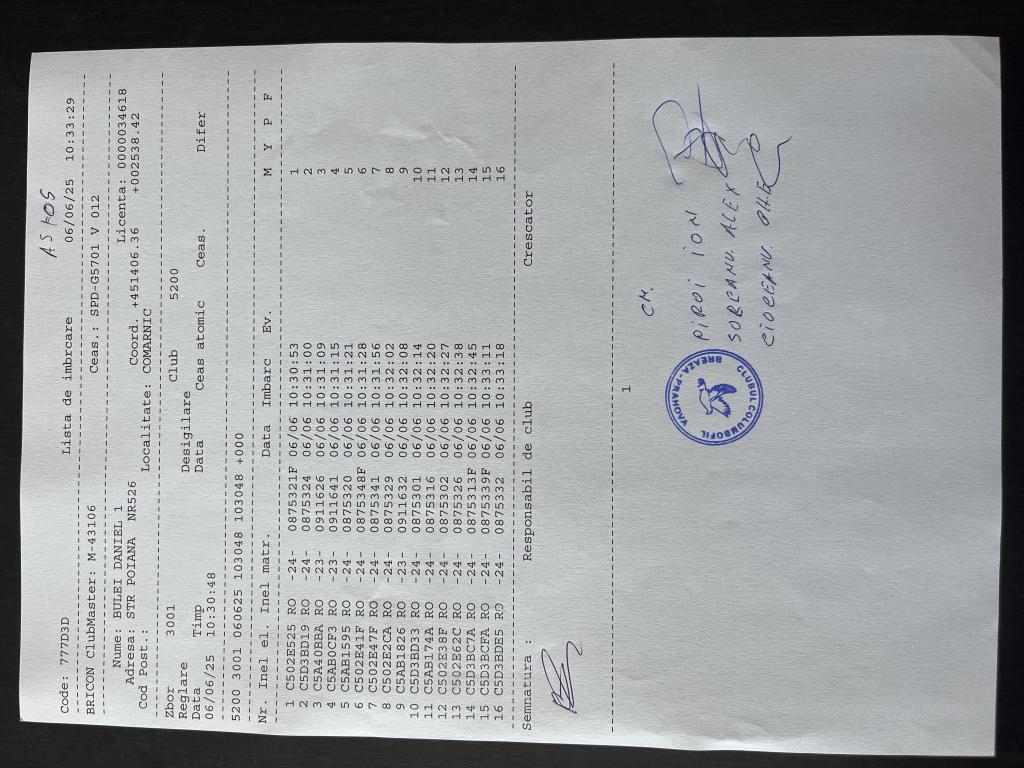 AS KOS
Code: 777D3D Lista de imbrcare 06/06/25 10:33:29
BRICON ClubMaster: M-43106 Ceas.: SPD-G5701 V 012
Nume: BULEI DANIEL 1 Licenta: 0000034618
Adresa: STR POIANA NR526 Coord. +451406.36 +002538.42
Cod Post.: Localitate: COMARNIC
Zbor 3001 Club 5200
Reglare Desigilare
Data Timp Data Ceas atomic Ceas. Difer
06/06/25 10:30:48
5200 3001 060625 103048 103048 +000
Nr. Inel el. Inel matr. Data Imbarc Ev. M Y P F
1 C502E525 RO -24- 0875321F 06/06 10:30:53 1
2 C5D3BD19 RO -24- 0875324 06/06 10:31:00 2
3 C5A40BBA RO -23- 0911626 06/06 10:31:09 3
4 C5AB0CF3 RO -23- 0911641 06/06 10:31:15 4
5 C5AB1595 RO -24- 0875320 06/06 10:31:21 5
6 C502E41F RO -24- 0875348F 06/06 10:31:28 6
7 C502E47F RO -24- 0875341 06/06 10:31:56 7
8 C502E2CA RO -24- 0875329 06/06 10:32:02 8
9 C5AB1826 RO -23- 0911632 06/06 10:32:08 9
10 C5D3BD33 RO -24- 0875301 06/06 10:32:14 10
11 C5AB174A RO -24- 0875316 06/06 10:32:20 11
12 C502E38F RO -24- 0875302 06/06 10:32:27 12
13 C502E62C RO -24- 0875326 06/06 10:32:38 13
14 C5D3BC7A RO -24- 0875313F 06/06 10:32:45 14
15 C5D3BCFA RO -24- 0875339F 06/06 10:33:11 15
16 C5D3BDE5 RO -24- 0875332 06/06 10:33:18 16
Semnatura : Responsabil de club Crescator
1
CM.
PIROI ION
SOREANU ALEX
CIOREANU GHE
CLUBUL COLUMBOFIL
BREAZA - PRAHOVA